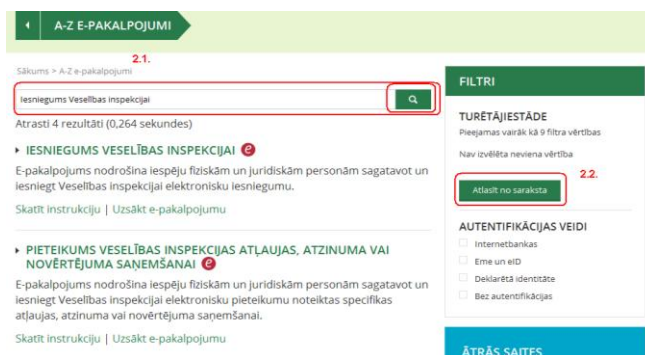 A-Z E-PAKALPOJUMI
2.1.
Sākums > A-Z e-pakalpojumi
Iesniegums Veselības inspekcijai
Atrasti 4 rezultāti (0,264 sekundes)
IESNIEGUMS VESELĪBAS INSPEKCIJAI
E-pakalpojums nodrošina iespēju fiziskām un juridiskām personām sagatavot un
iesniegt Veselības inspekcijai elektronisku iesniegumu.
Skatīt instrukciju | Uzsākt e-pakalpojumu
PIETEIKUMS VESELĪBAS INSPEKCIJAS ATĻAUJAS, ATZINUMA VAI
NOVĒRTĒJUMA SAŅEMŠANAI
E-pakalpojums nodrošina iespēju fiziskām un juridiskām personām sagatavot un
iesniegt Veselības inspekcijai elektronisku pieteikumu noteiktas specifikas
atļaujas, atzinuma vai novērtējuma saņemšanai.
Skatīt instrukciju | Uzsākt e-pakalpojumu
FILTRI
TURĒTĀJIESTĀDE
Pieejamas vairāk kā 9 filtra vērtības
Nav izvēlēta neviena vērtība
2.2.
Atlasīt no saraksta
AUTENTIFIKĀCIJAS VEIDI
Internetbankas
Eme un eID
Deklarētā identitāte
Bez autentifikācijas
ĀTRĀS SAITES